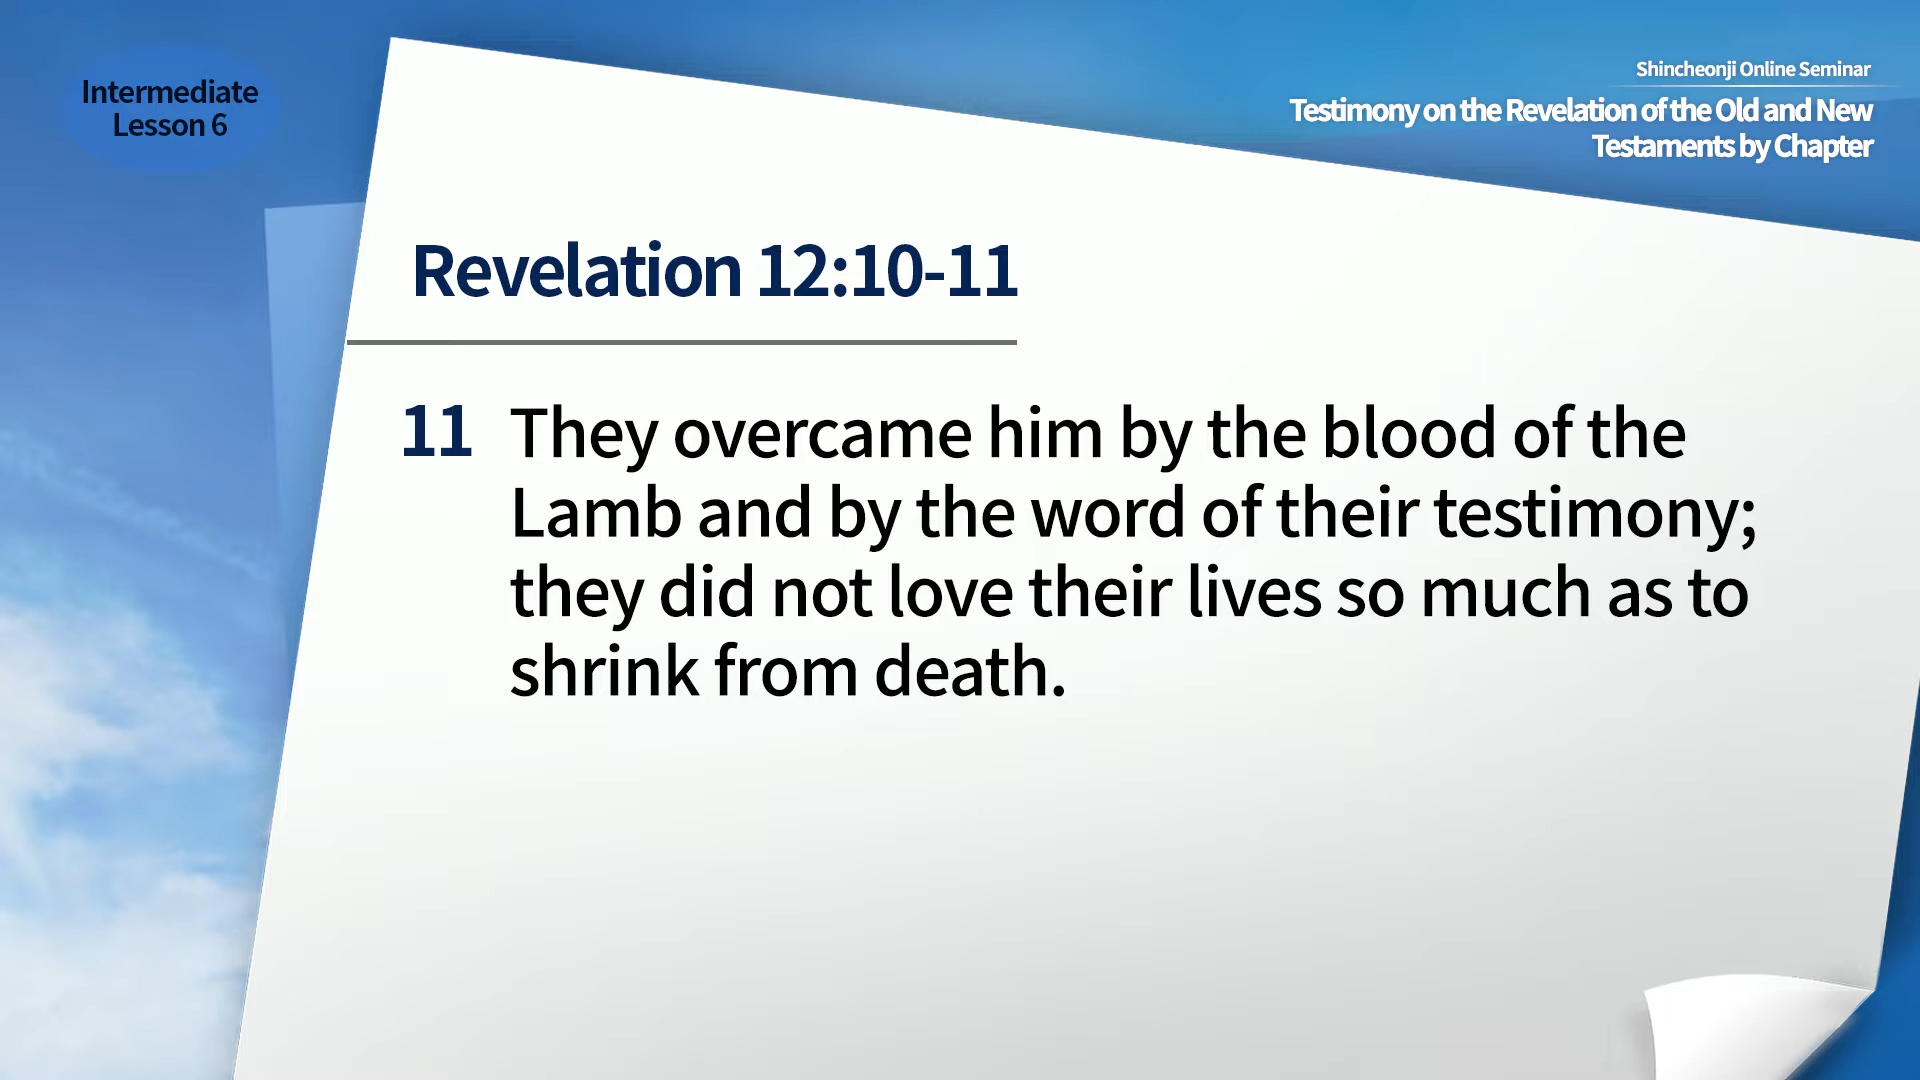 Intermediate
Lesson 6
Shincheonji Online Seminar
Testimony on the Revelation of the Old and New
Testaments by Chapter
Revelation 12:10-11
11 They overcame him by the blood of the
Lamb and by the word of their testimony;
they did not love their lives so much as to
shrink from death.